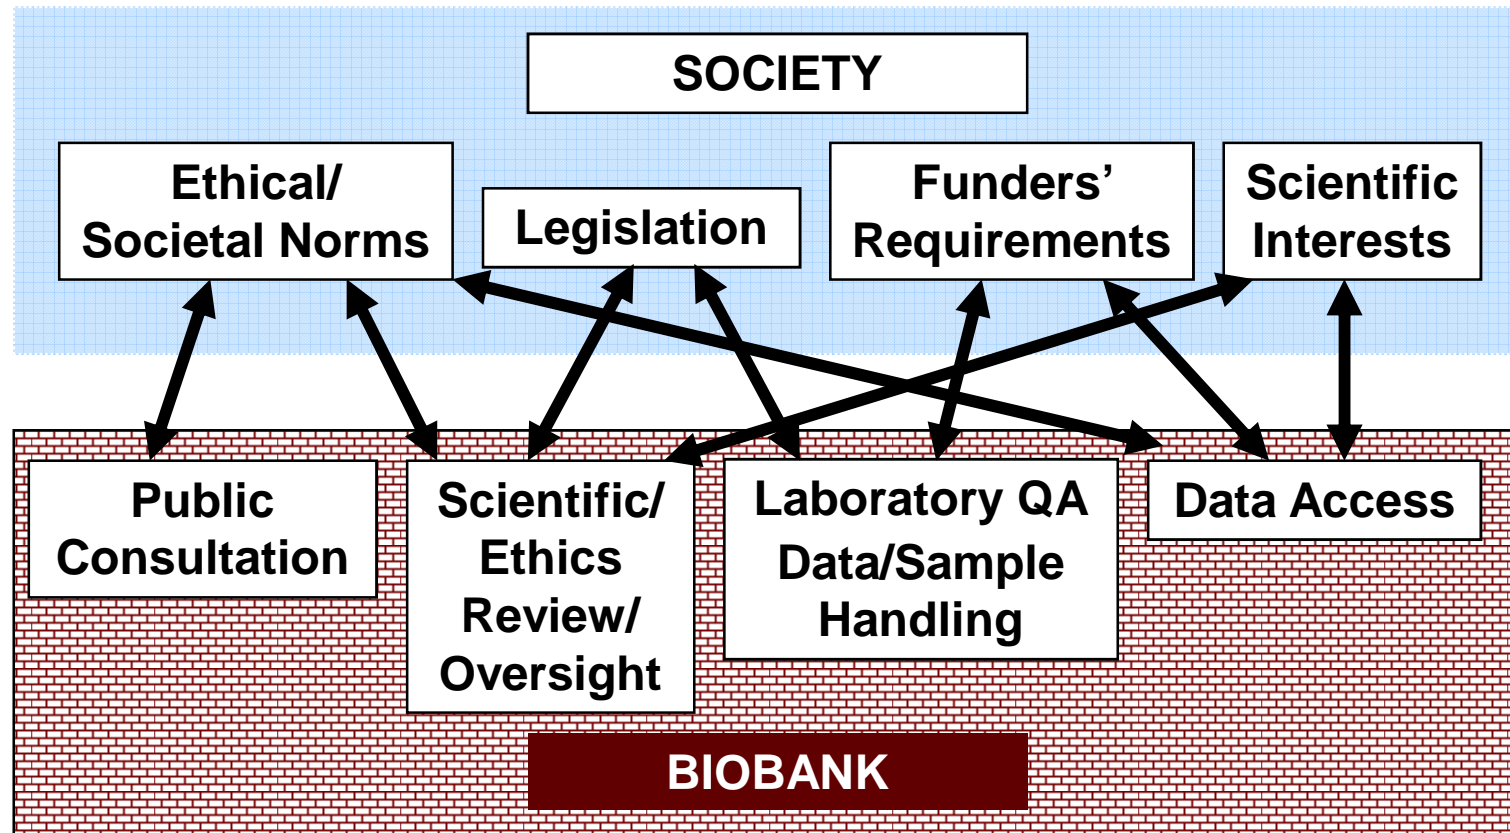 SOCIETY
Ethical/
Societal Norms
Legislation
Funders’
Requirements
Scientific
Interests
Public
Consultation
Scientific/
Ethics
Review/
Oversight
Laboratory QA
Data/Sample
Handling
Data Access
BIOBANK